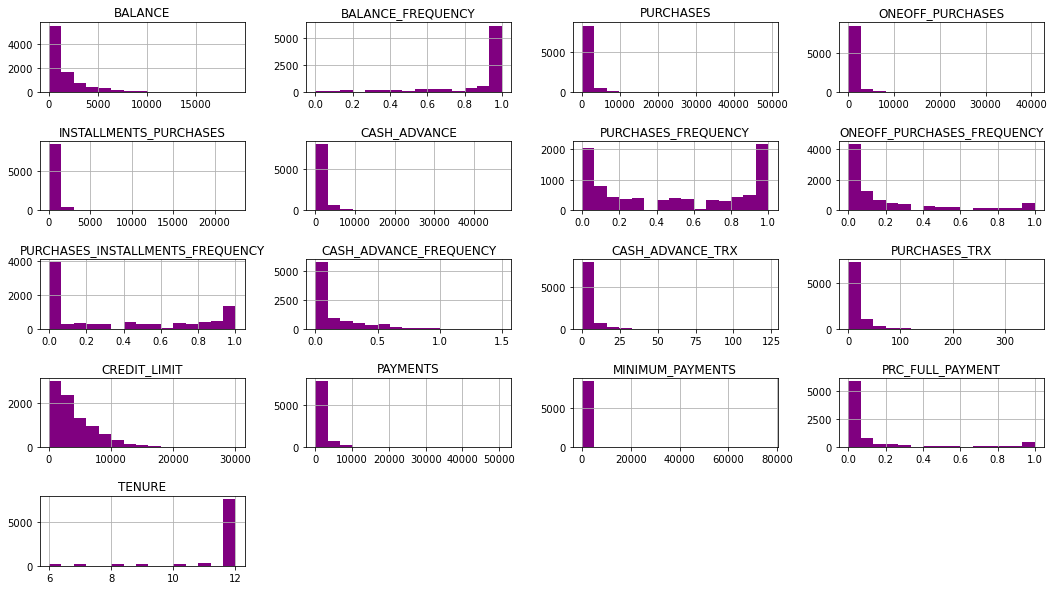 BALANCE
4000
2000
0
0 5000 10000 15000
BALANCE_FREQUENCY
5000
2500
0
0.0 0.2 0.4 0.6 0.8 1.0
PURCHASES
5000
0
0 10000 20000 30000 40000 50000
ONEOFF_PURCHASES
5000
0
0 10000 20000 30000 40000
INSTALLMENTS_PURCHASES
5000
0
0 5000 10000 15000 20000
CASH_ADVANCE
5000
0
0 10000 20000 30000 40000
PURCHASES_FREQUENCY
2000
1000
0
0.0 0.2 0.4 0.6 0.8 1.0
ONEOFF_PURCHASES_FREQUENCY
4000
2000
0
0.0 0.2 0.4 0.6 0.8 1.0
PURCHASES_INSTALLMENTS_FREQUENCY
4000
2000
0
0.0 0.2 0.4 0.6 0.8 1.0
CASH_ADVANCE_FREQUENCY
5000
2500
0
0.0 0.5 1.0 1.5
CASH_ADVANCE_TRX
5000
0
0 25 50 75 100 125
PURCHASES_TRX
5000
0
0 100 200 300
CREDIT_LIMIT
2000
0
0 10000 20000 30000
PAYMENTS
5000
0
0 10000 20000 30000 40000 50000
MINIMUM_PAYMENTS
5000
0
0 20000 40000 60000 80000
PRC_FULL_PAYMENT
5000
2500
0
0.0 0.2 0.4 0.6 0.8 1.0
TENURE
5000
0
6 8 10 12